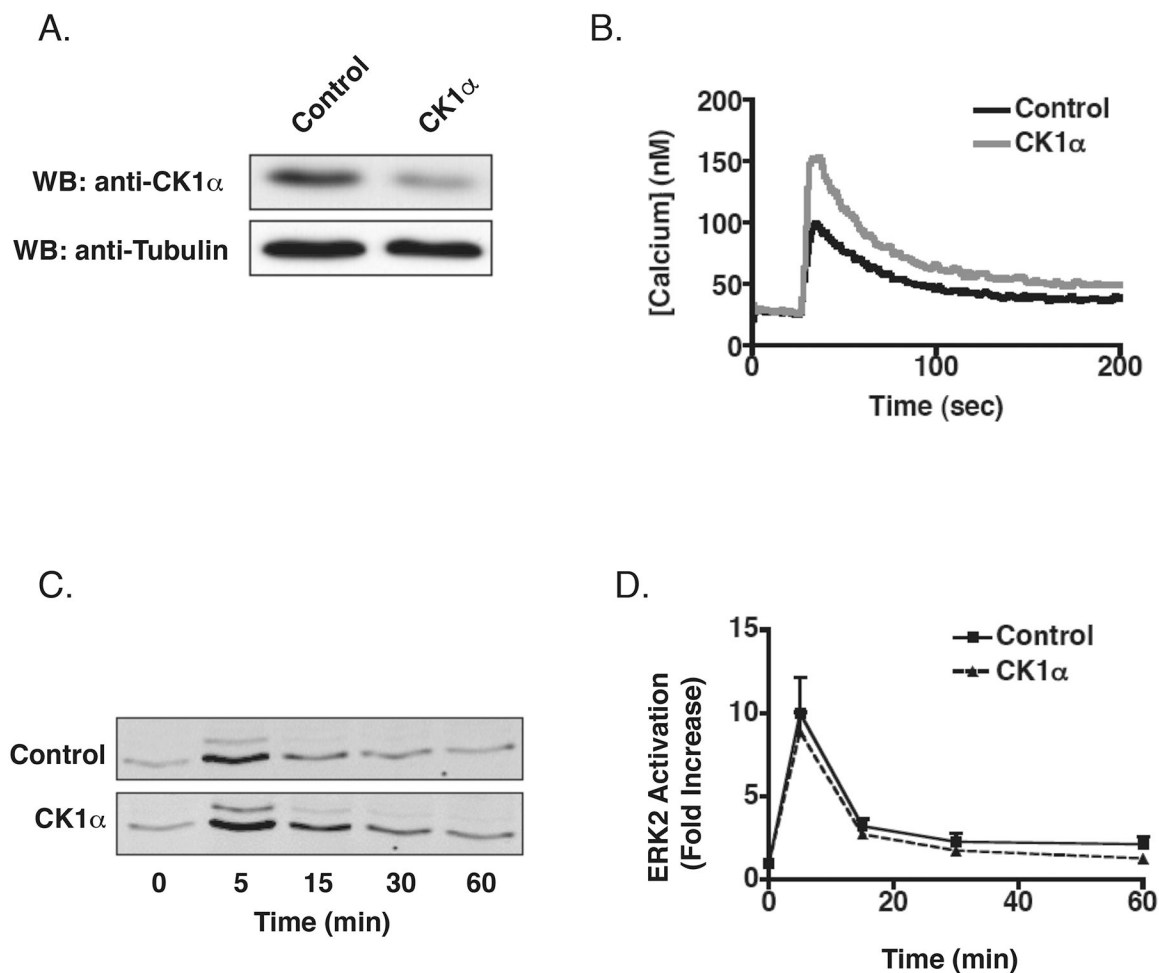 A.
Control
CK1α
WB: anti-CK1α
WB: anti-Tubulin
B.
200
150
100
50
0
[Calcium] (nM)
Control
CK1α
0
100
200
Time (sec)
C.
Control
CK1α
0 5 15 30 60
Time (min)
D.
15
10
5
0
ERK2 Activation
(Fold Increase)
Control
CK1α
0 20 40 60
Time (min)